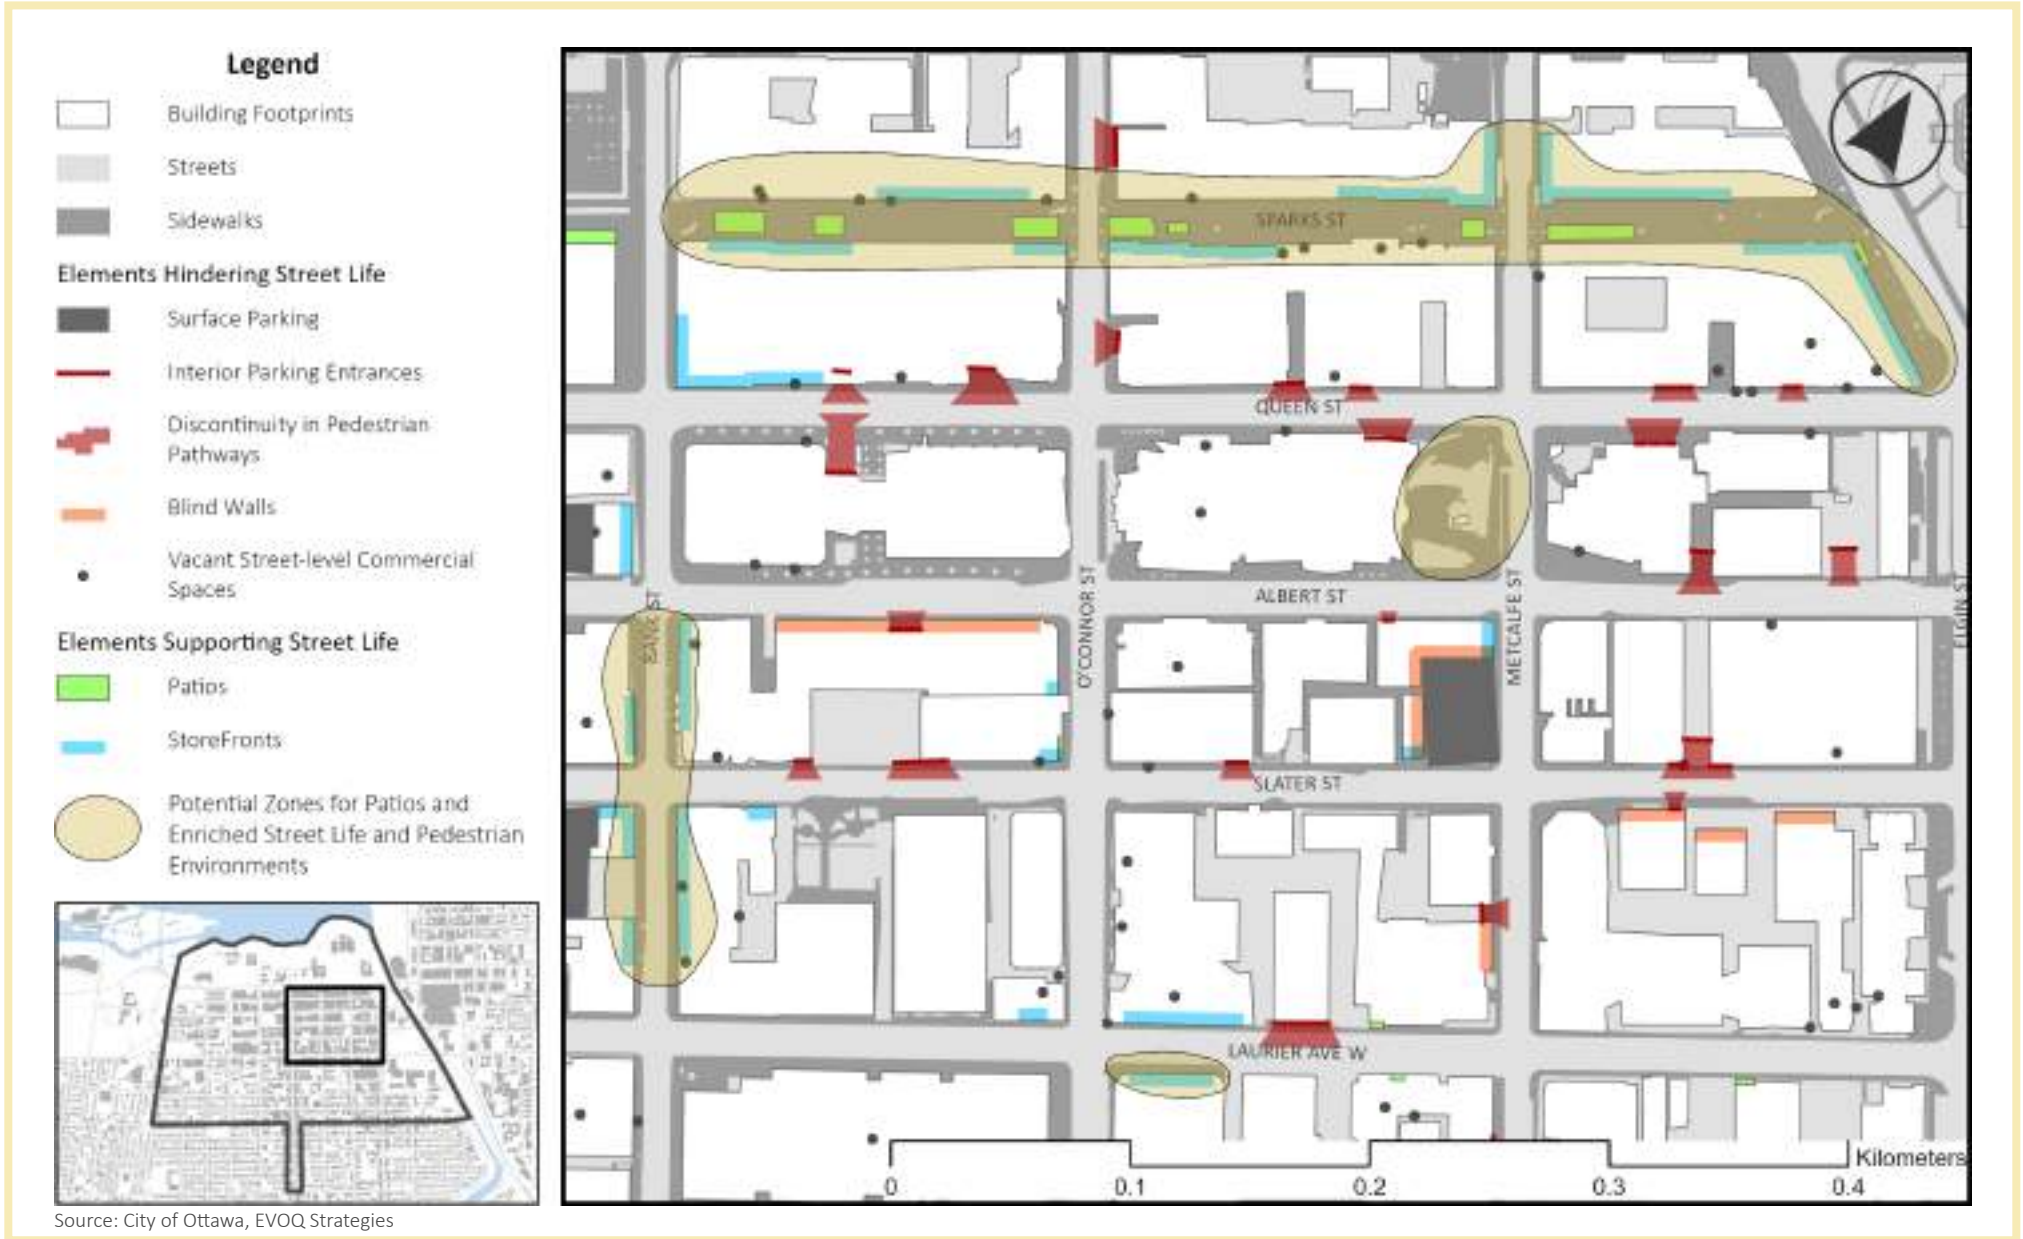 Legend
Building Footprints
Streets
Sidewalks
Elements Hindering Street Life
Surface Parking
Interior Parking Entrances
Discontinuity in Pedestrian
Pathways
Blind Walls
Vacant Street-level Commercial
Spaces
Elements Supporting Street Life
Patios
StoreFronts
Potential Zones for Patios and
Enriched Street Life and Pedestrian
Environments
Source: City of Ottawa, EVOQ Strategies
SPARKS ST
QUEEN ST
ALBERT ST
SLATER ST
LAURIER AVE W
BANK ST
O'CONNOR ST
METCALFE ST
ELGIN ST
Kilometers
0 0.1 0.2 0.3 0.4